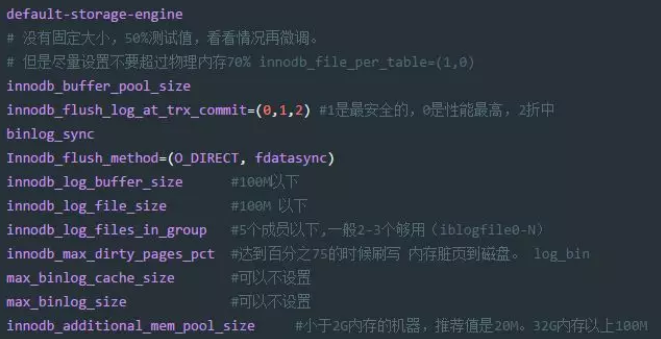 default-storage-engine
# 没有固定大小，50%测试值，看看情况再微调。
# 但是尽量设置不要超过物理内存70% innodb_file_per_table=(1,0)
innodb_buffer_pool_size
innodb_flush_log_at_trx_commit=(0,1,2) #1是最安全的，0是性能最高，2折中
binlog_sync
Innodb_flush_method=(O_DIRECT, fdatasync)
innodb_log_buffer_size #100M以下
innodb_log_file_size #100M 以下
innodb_log_files_in_group #5个成员以下,一般2-3个够用（iblogfile0-N）
innodb_max_dirty_pages_pct #达到百分之75的时候刷写 内存脏页到磁盘。 log_bin
max_binlog_cache_size #可以不设置
max_binlog_size #可以不设置
innodb_additional_mem_pool_size #小于2G内存的机器，推荐值是20M。32G内存以上100M